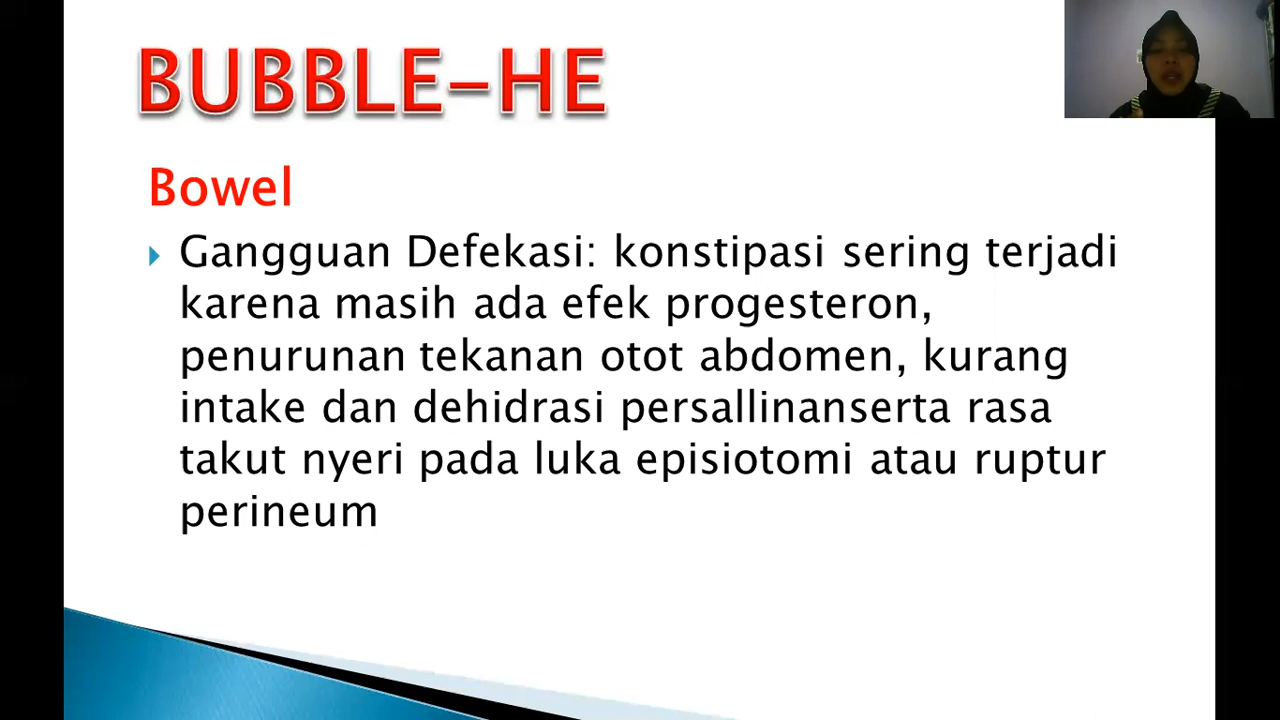 BUBBLE-HE
Bowel
Gangguan Defekasi: konstipasi sering terjadi
karena masih ada efek progesteron,
penurunan tekanan otot abdomen, kurang
intake dan dehidrasi persallinanserta rasa
takut nyeri pada luka episiotomi atau ruptur
perineum